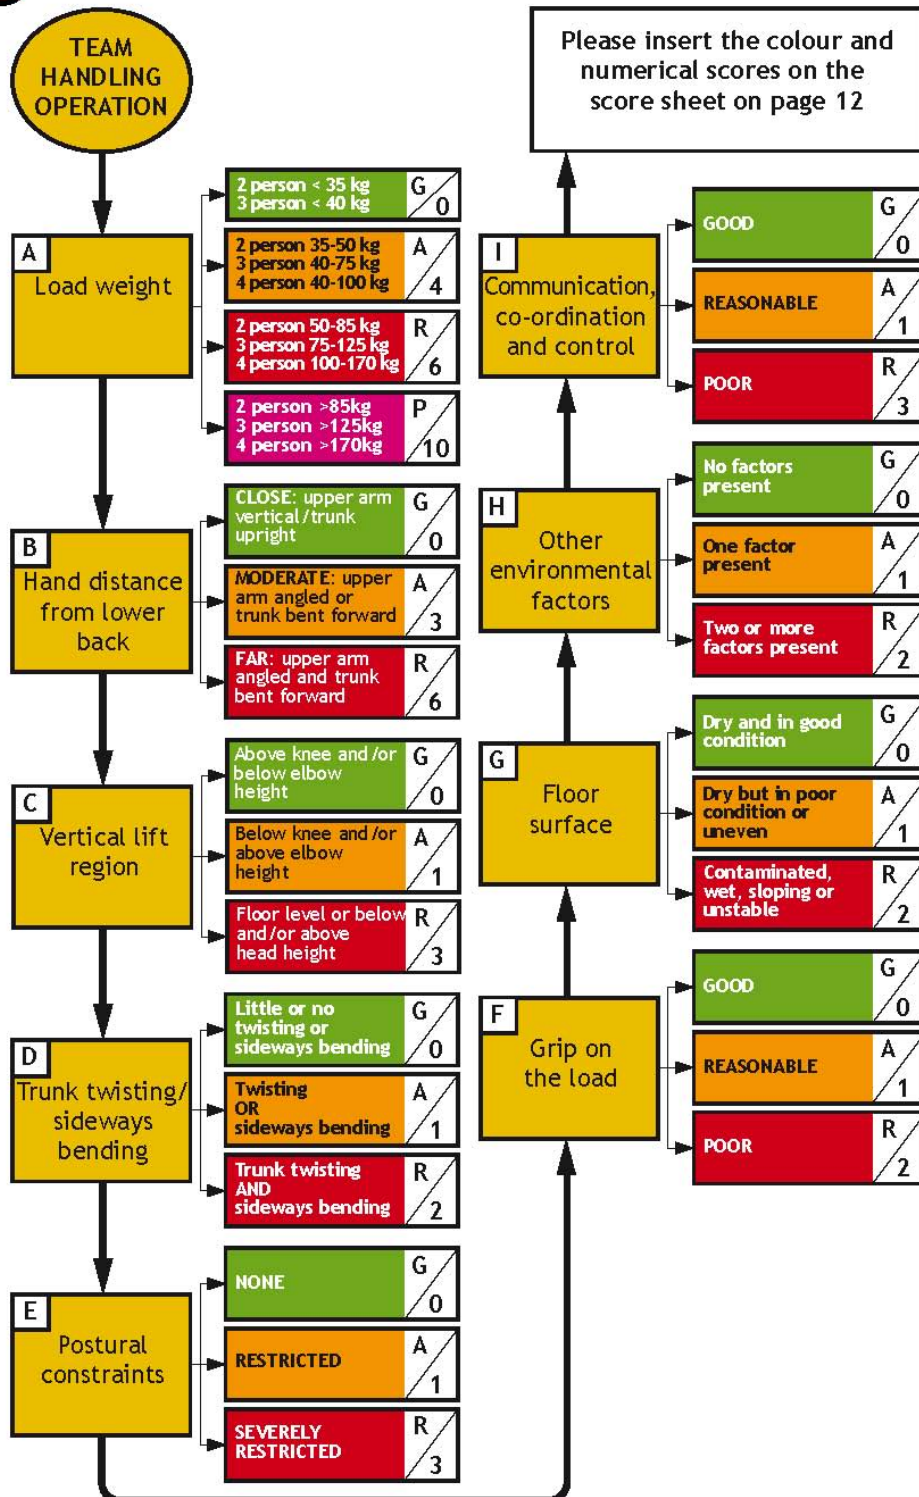 TEAM
HANDLING
OPERATION
A
Load weight
2 person < 35 kg
3 person < 40 kg
G
0
2 person 35-50 kg
3 person 40-75 kg
4 person 40-100 kg
A
4
2 person 50-85 kg
3 person 75-125 kg
4 person 100-170 kg
R
6
2 person >85kg
3 person >125kg
4 person >170kg
P
10
B
Hand distance
from lower
back
CLOSE: upper arm
vertical/trunk
upright
G
0
MODERATE: upper
arm angled or
trunk bent forward
A
3
FAR: upper arm
angled and trunk
bent forward
R
6
C
Vertical lift
region
Above knee and/or
below elbow
height
G
0
Below knee and/or
above elbow
height
A
1
Floor level or below
and/or above
head height
R
3
D
Trunk twisting/
sideways
bending
Little or no
twisting or
sideways bending
G
0
Twisting
OR
sideways bending
A
1
Trunk twisting
AND
sideways bending
R
2
E
Postural
constraints
NONE
G
0
RESTRICTED
A
1
SEVERELY
RESTRICTED
R
3
F
Grip on
the load
GOOD
G
0
REASONABLE
A
1
POOR
R
2
G
Floor
surface
Dry and in good
condition
G
0
Dry but in poor
condition or
uneven
A
1
Contaminated,
wet, sloping or
unstable
R
2
H
Other
environmental
factors
No factors
present
G
0
One factor
present
A
1
Two or more
factors present
R
2
I
Communication,
co-ordination
and control
GOOD
G
0
REASONABLE
A
1
POOR
R
3
Please insert the colour and
numerical scores on the
score sheet on page 12